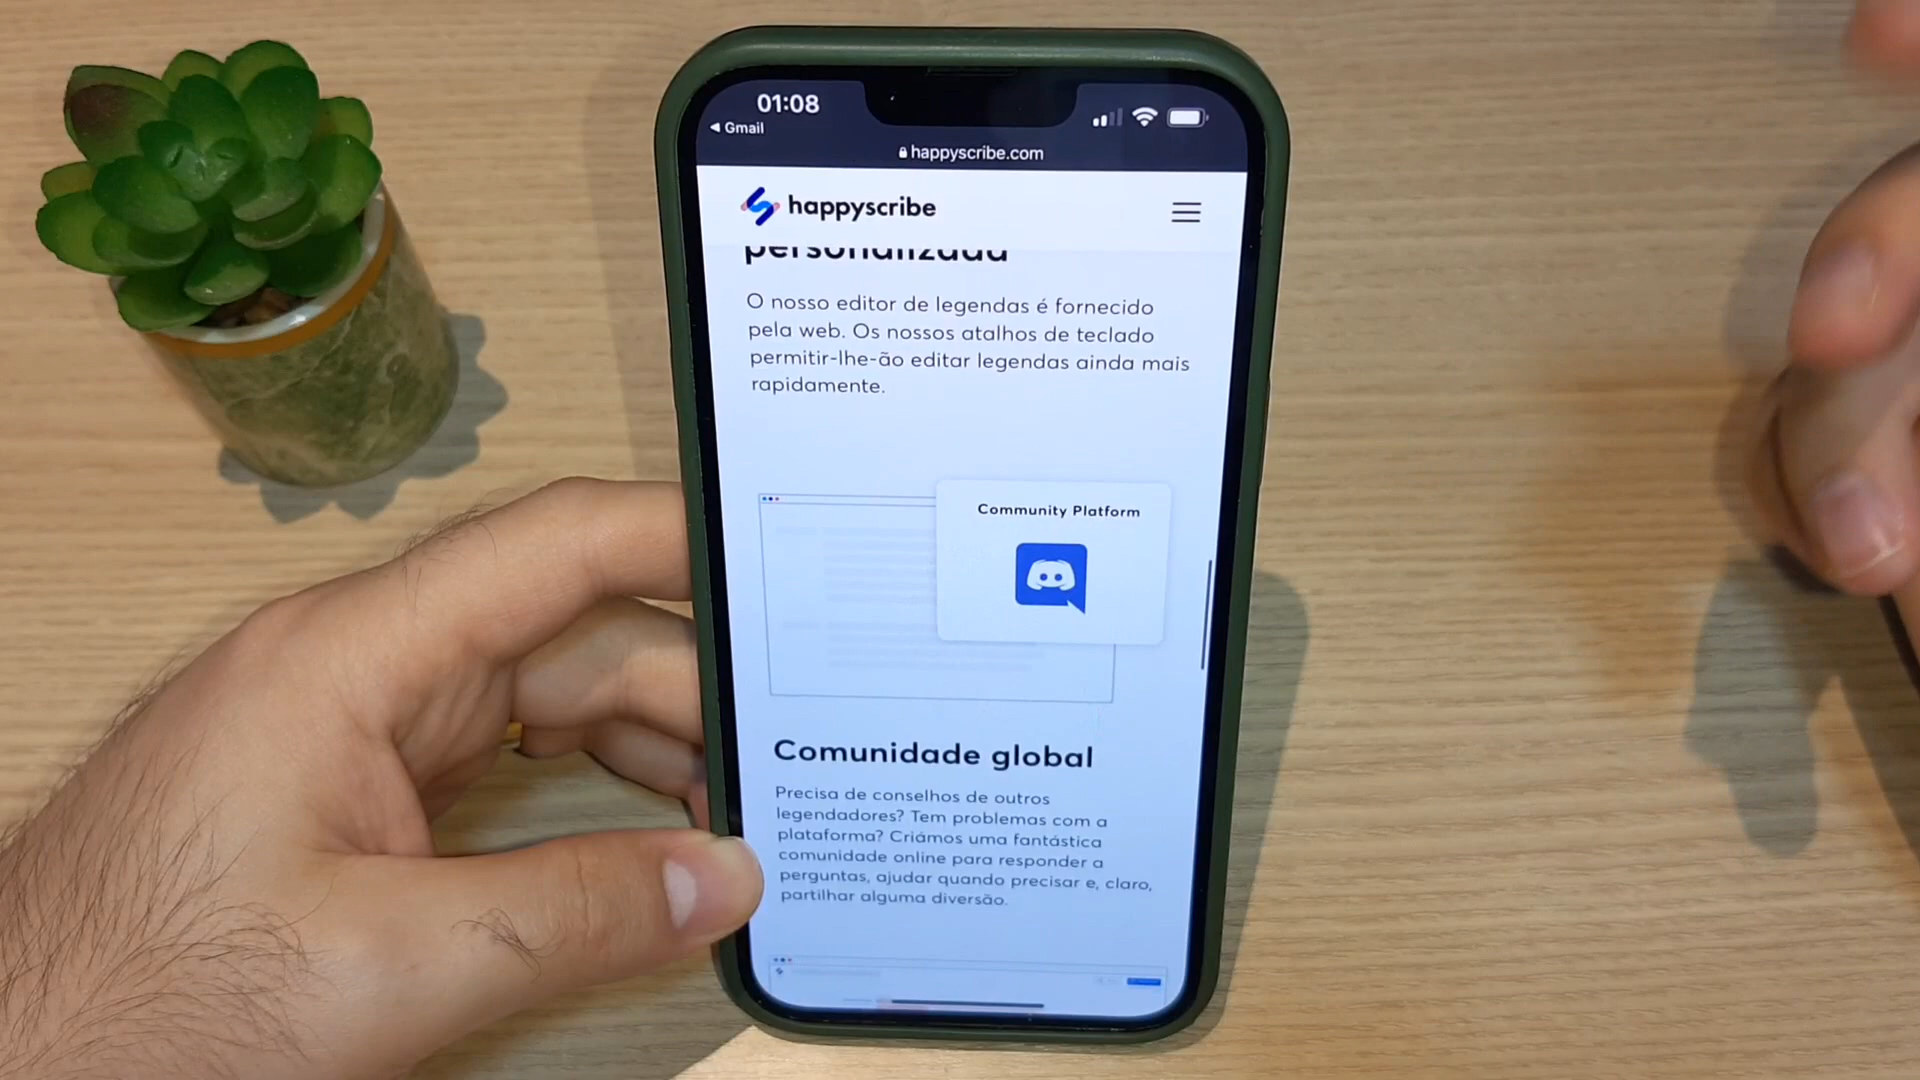 01:08
Gmail
happyscribe.com
happyscribe
personalizada
O nosso editor de legendas é fornecido
pela web. Os nossos atalhos de teclado
permitir-lhe-ão editar legendas ainda mais
rapidamente.
Community Platform
Comunidade global
Precisa de conselhos de outros
legendadores? Tem problemas com a
plataforma? Criámos uma fantástica
comunidade online para responder a
perguntas, ajudar quando precisar e, claro,
partilhar alguma diversão.